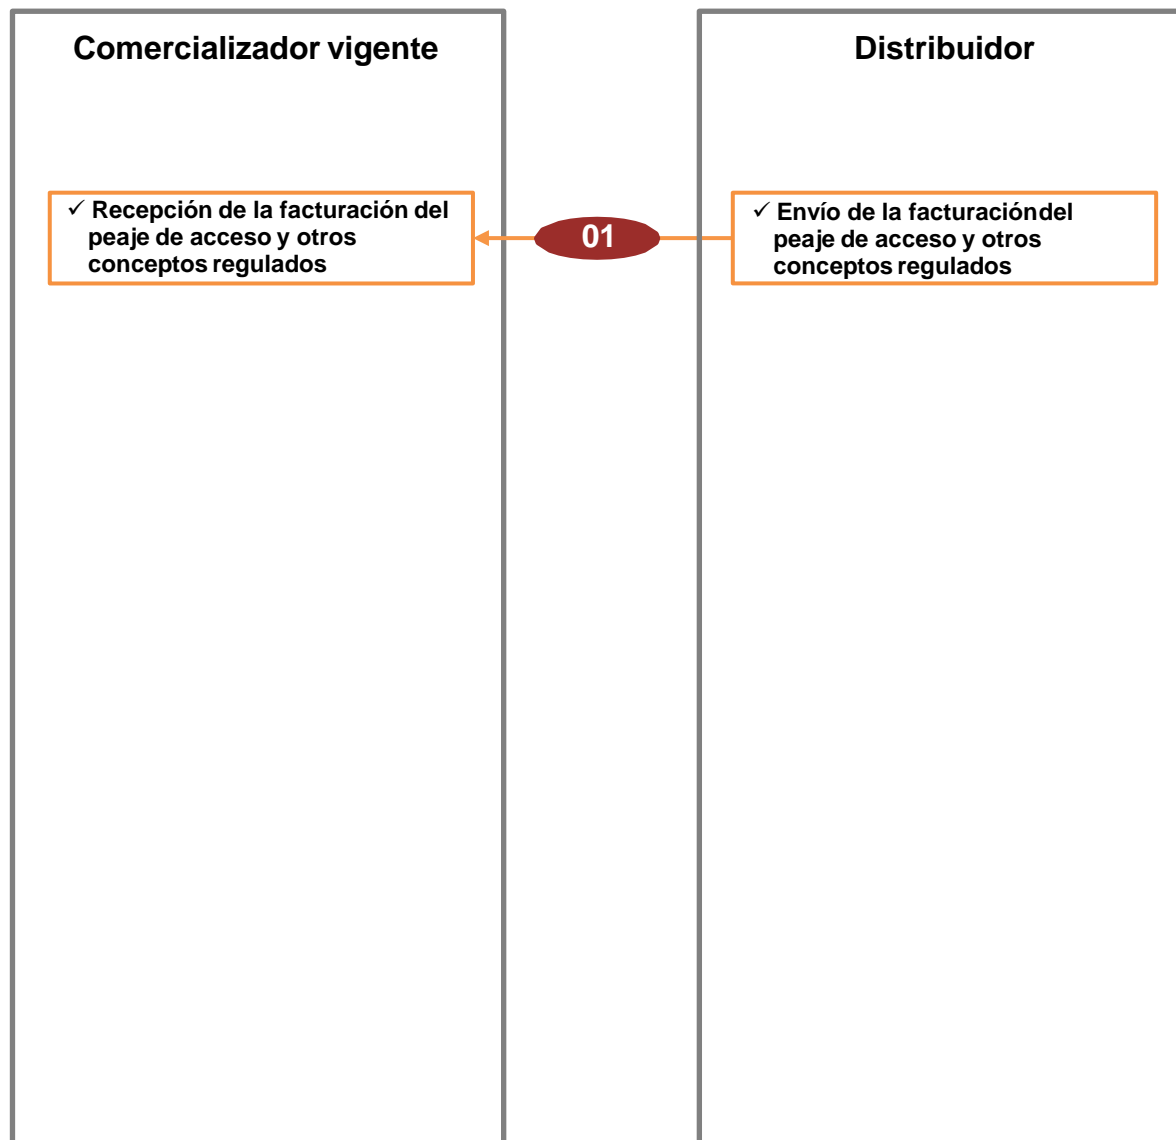 Comercializador vigente
Distribuidor
✓ Recepción de la facturación del
peaje de acceso y otros
conceptos regulados
01
✓ Envío de la facturacióndel
peaje de acceso y otros
conceptos regulados